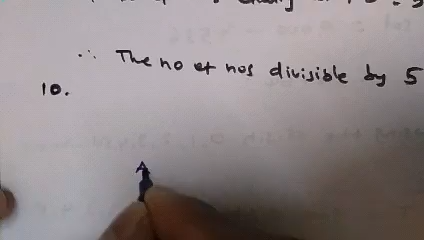 ∴ The no of nos divisible by 5
10.